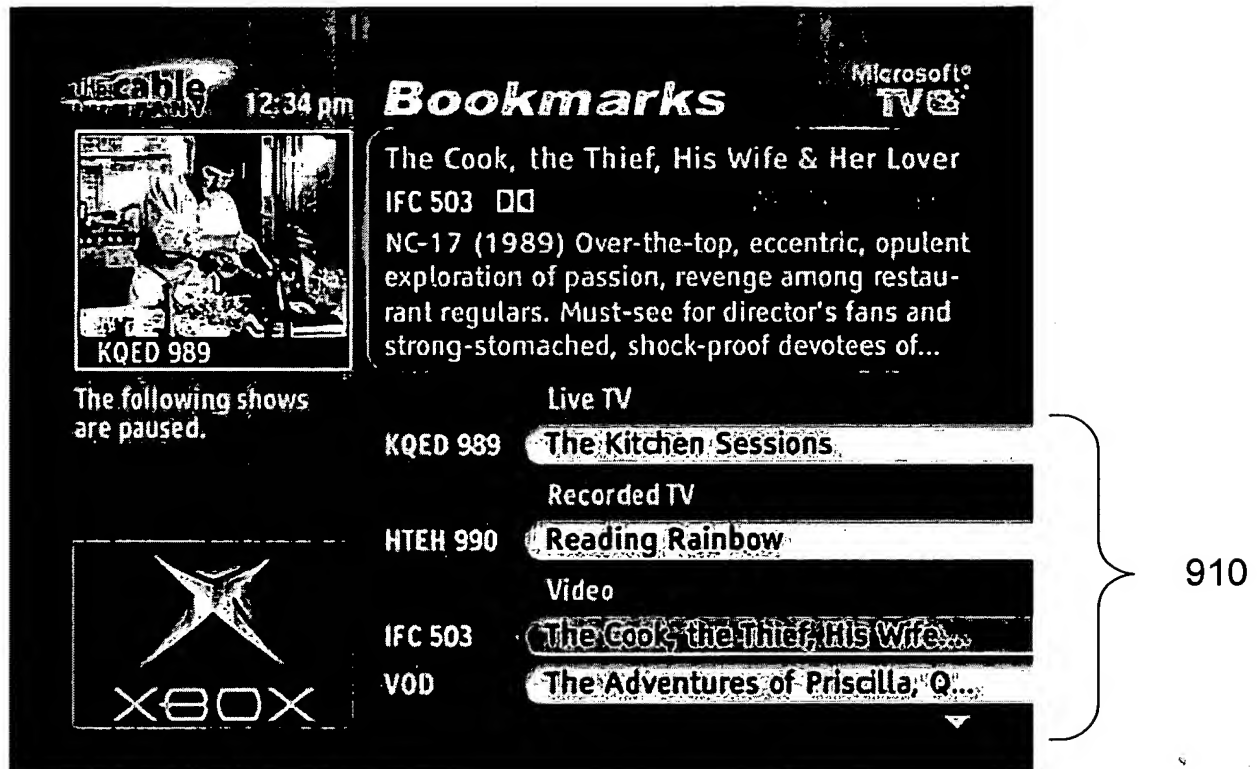 the cable
12:34 pm
Bookmarks
Microsoft®
TV
The Cook, the Thief, His Wife & Her Lover
IFC 503
NC-17 (1989) Over-the-top, eccentric, opulent
exploration of passion, revenge among restau-
rant regulars. Must-see for director's fans and
strong-stomached, shock-proof devotees of...
KQED 989
The following shows
are paused.
Live TV
KQED 989 The Kitchen Sessions
Recorded TV
HTEH 990 Reading Rainbow
Video
IFC 503 The Cook, the Thief, His Wife...
VOD The Adventures of Priscilla, Q...
XBOX
910